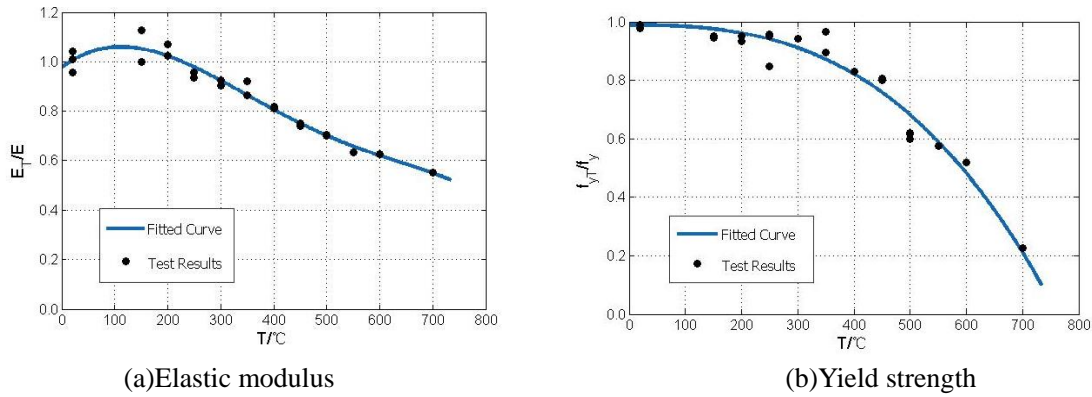 1.2
1.0
0.8
0.6
0.4
0.2
0.0
E_T/E
Fitted Curve
Test Results
0 100 200 300 400 500 600 700 800
T/℃
(a)Elastic modulus
1.0
0.8
0.6
0.4
0.2
0.0
f_yT/f_y
Fitted Curve
Test Results
0 100 200 300 400 500 600 700 800
T/℃
(b)Yield strength